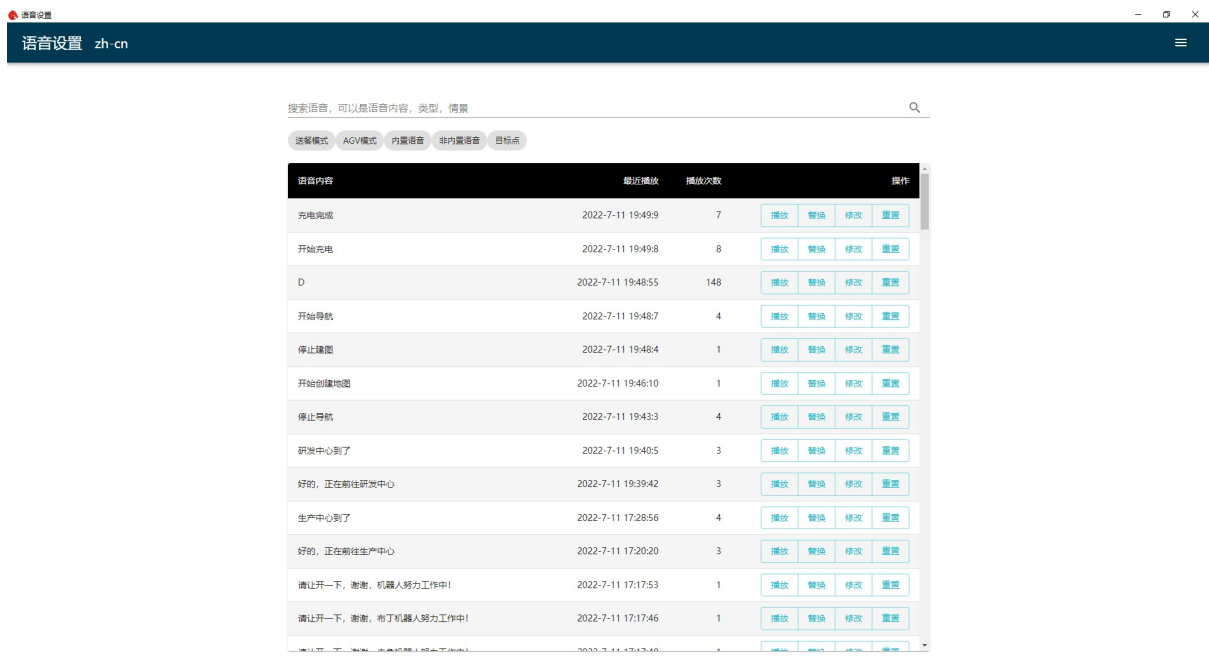 语音设置
语音设置 zh-cn
搜索语音，可以是语音内容，类型，情景
送餐模式 AGV模式 内置语音 非内置语音 目标点
语音内容 最近播放 播放次数 操作
充电完成 2022-7-11 19:49:9 7 播放 替换 修改 重置
开始充电 2022-7-11 19:49:8 8 播放 替换 修改 重置
D 2022-7-11 19:48:55 148 播放 替换 修改 重置
开始导航 2022-7-11 19:48:7 4 播放 替换 修改 重置
停止建图 2022-7-11 19:48:4 1 播放 替换 修改 重置
开始创建地图 2022-7-11 19:46:10 1 播放 替换 修改 重置
停止导航 2022-7-11 19:43:3 4 播放 替换 修改 重置
研发中心到了 2022-7-11 19:40:5 3 播放 替换 修改 重置
好的，正在前往研发中心 2022-7-11 19:39:42 3 播放 替换 修改 重置
生产中心到了 2022-7-11 17:28:56 4 播放 替换 修改 重置
好的，正在前往生产中心 2022-7-11 17:20:20 3 播放 替换 修改 重置
请让开一下，谢谢，机器人努力工作中！ 2022-7-11 17:17:53 1 播放 替换 修改 重置
请让开一下，谢谢，布丁机器人努力工作中！ 2022-7-11 17:17:46 1 播放 替换 修改 重置